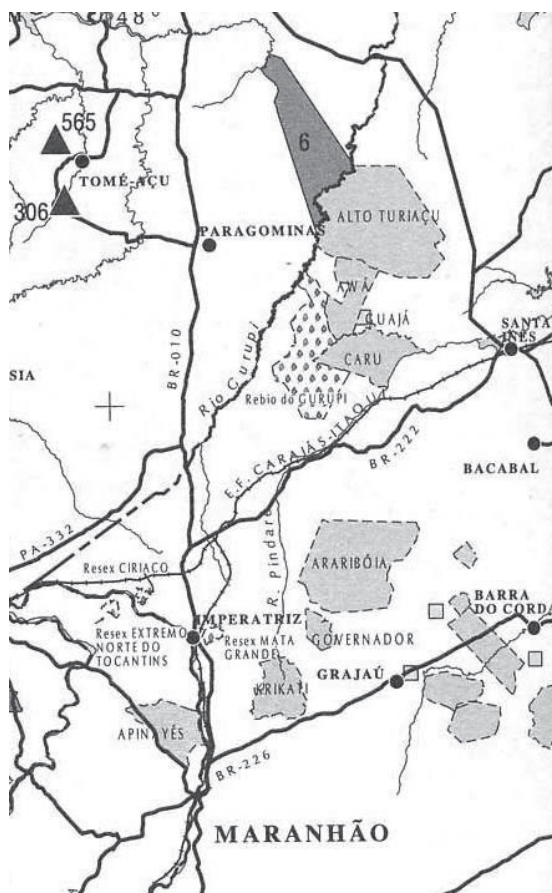 480
565
TOMÉ-AÇU
306
6
PARAGOMINAS
ALTO TURIAÇU
AWÁ
GUAJÁ
CARU
SANTA
INÊS
BR-010
Rio Gurupi
SIA
Rebio do GURUPI
E.F. CARAJÁS-ITAQUI
BR-222
BACABAL
PA-332
R. Pindaré
ARARIBÓIA
Resex CIRIACO
IMPERATRIZ
Resex EXTREMO
NORTE DO
TOCANTINS
Resex MATA
GRANDE
GOVERNADOR
BARRA
DO CORDA
KRIKATI
GRAJAÚ
APINAYÉS
BR-226
MARANHÃO